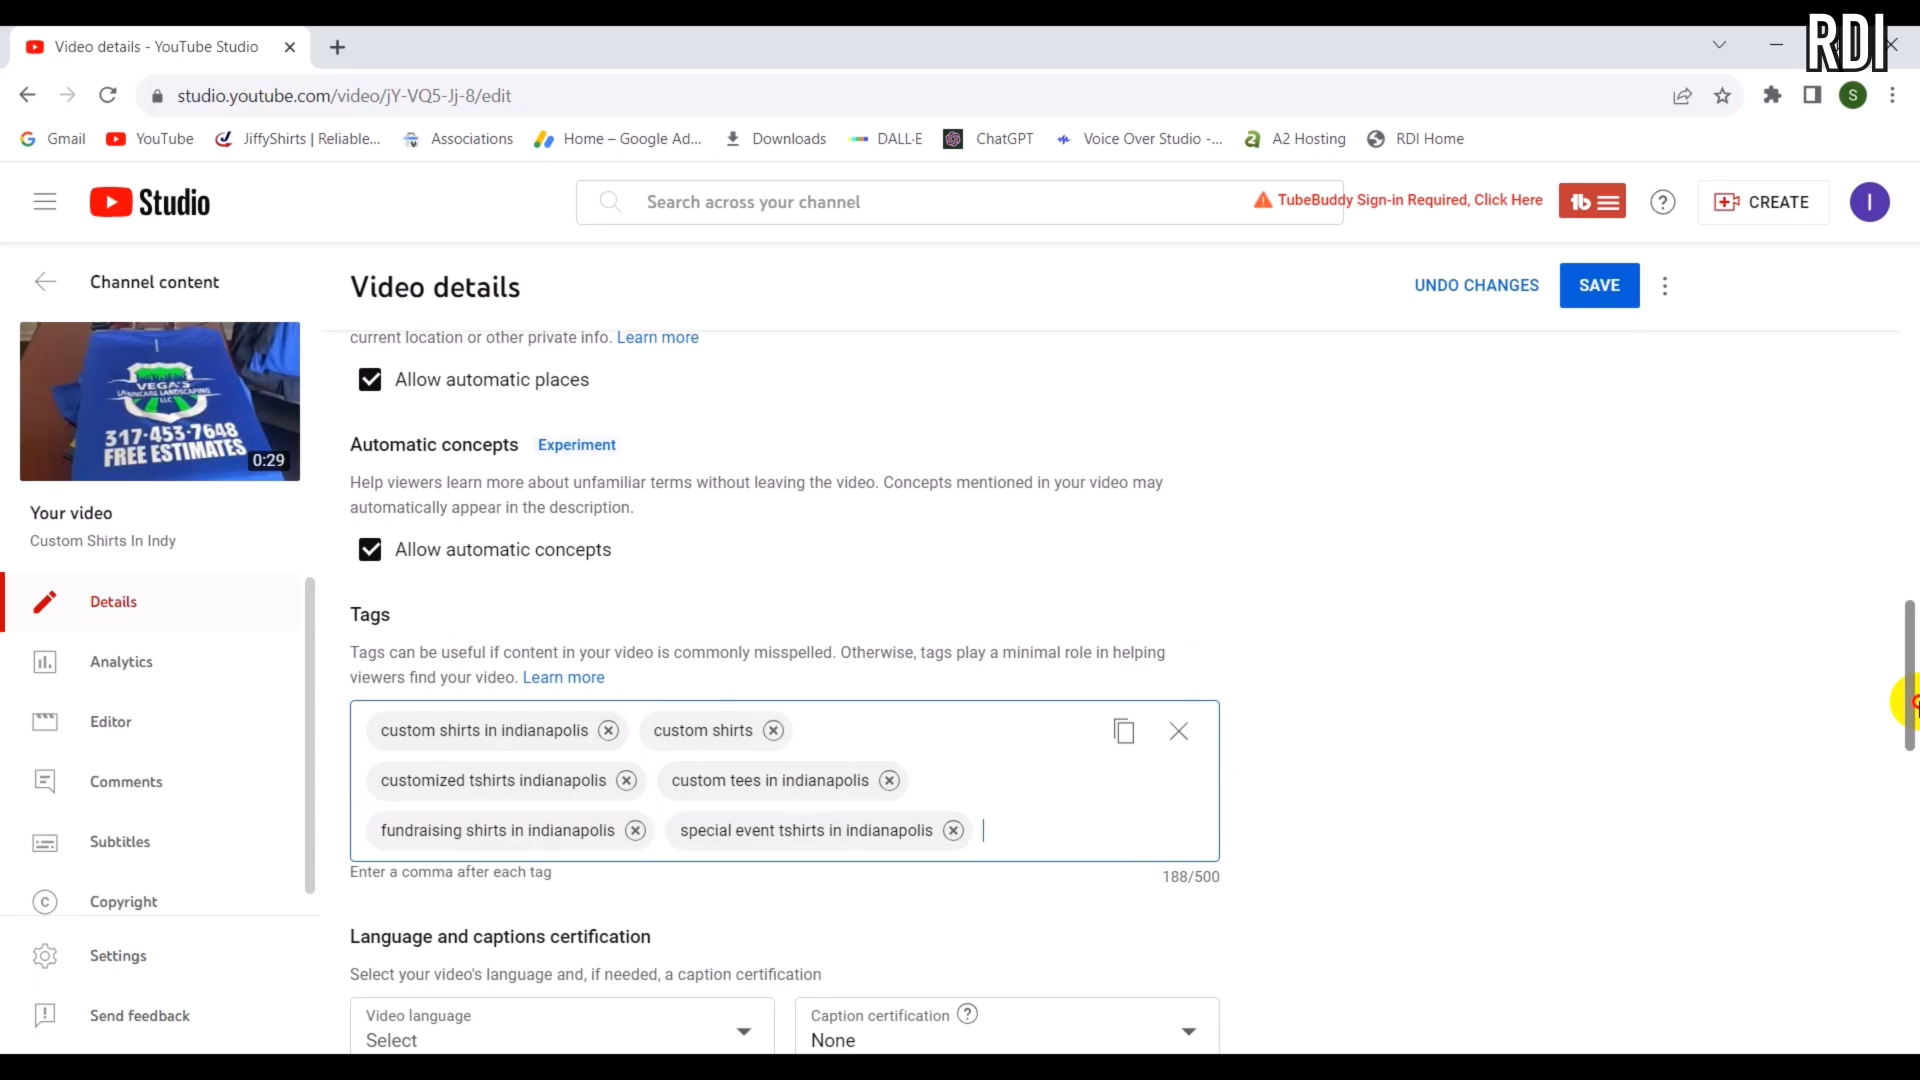 RDI
Video details - YouTube Studio
studio.youtube.com/video/jY-VQ5-Jj-8/edit
S
Gmail
YouTube
JiffyShirts | Reliable...
Associations
Home – Google Ad...
Downloads
DALL·E
ChatGPT
Voice Over Studio -...
A2 Hosting
RDI Home
Studio
Search across your channel
TubeBuddy Sign-in Required, Click Here
tb
CREATE
I
Channel content
VEGA'S
LAWNCARE LANDSCAPING
LLC
317-453-7648
FREE ESTIMATES
0:29
Your video
Custom Shirts In Indy
Details
Analytics
Editor
Comments
Subtitles
Copyright
Settings
Send feedback
Video details
UNDO CHANGES
SAVE
current location or other private info. Learn more
Allow automatic places
Automatic concepts Experiment
Help viewers learn more about unfamiliar terms without leaving the video. Concepts mentioned in your video may
automatically appear in the description.
Allow automatic concepts
Tags
Tags can be useful if content in your video is commonly misspelled. Otherwise, tags play a minimal role in helping
viewers find your video. Learn more
custom shirts in indianapolis custom shirts
customized tshirts indianapolis custom tees in indianapolis
fundraising shirts in indianapolis special event tshirts in indianapolis
Enter a comma after each tag
188/500
Language and captions certification
Select your video's language and, if needed, a caption certification
Video language
Select
Caption certification
None